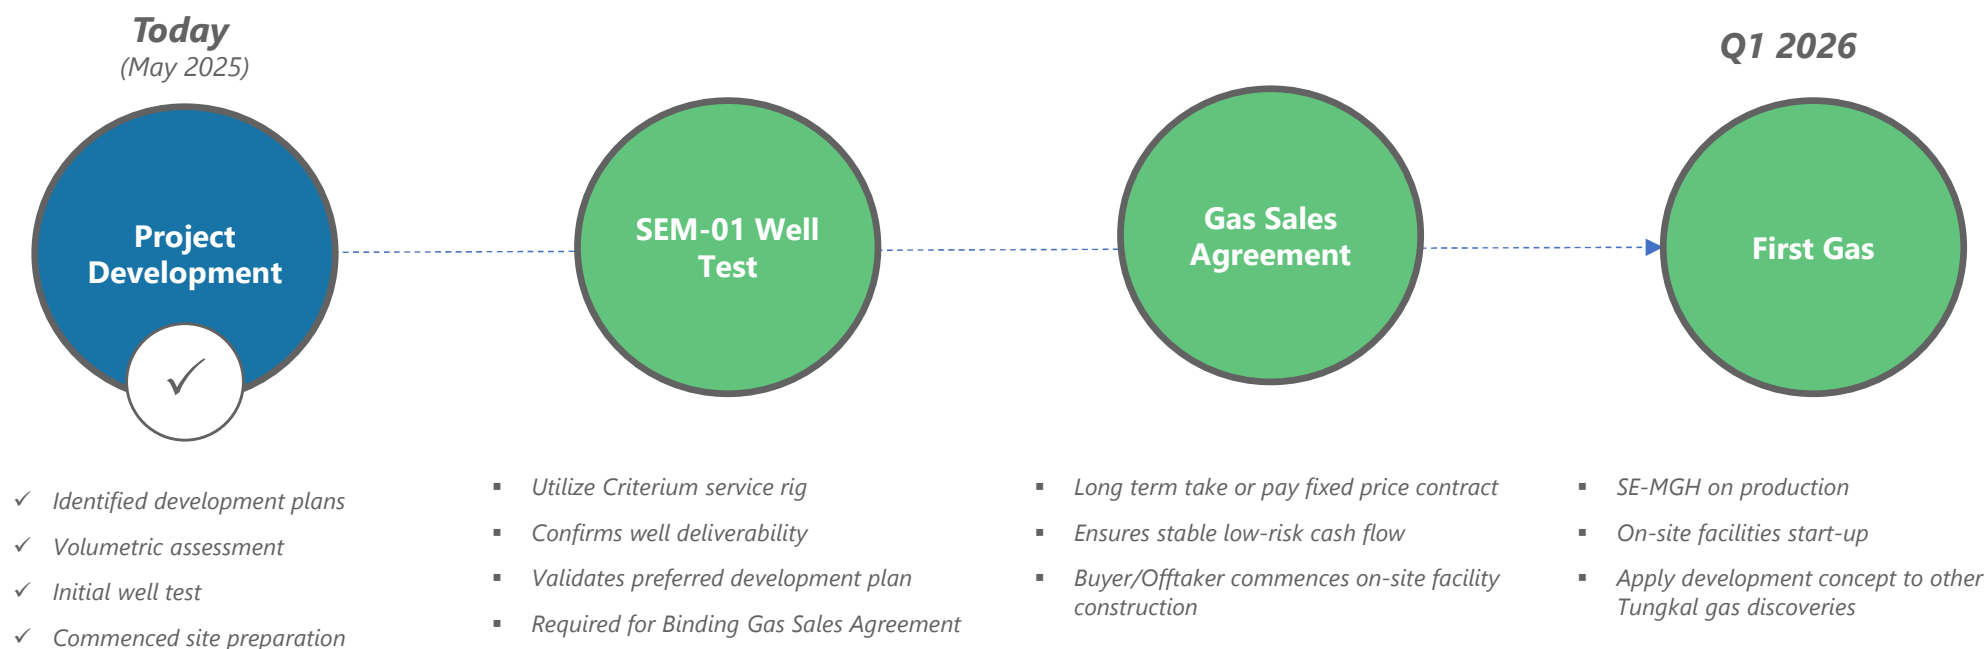 Today
(May 2025)
Q1 2026
Project
Development
SEM-01 Well
Test
Gas Sales
Agreement
First Gas
✓ Identified development plans
✓ Volumetric assessment
✓ Initial well test
✓ Commenced site preparation
▪ Utilize Criterium service rig
▪ Confirms well deliverability
▪ Validates preferred development plan
▪ Required for Binding Gas Sales Agreement
▪ Long term take or pay fixed price contract
▪ Ensures stable low-risk cash flow
▪ Buyer/Offtaker commences on-site facility
construction
▪ SE-MGH on production
▪ On-site facilities start-up
▪ Apply development concept to other
Tungkal gas discoveries